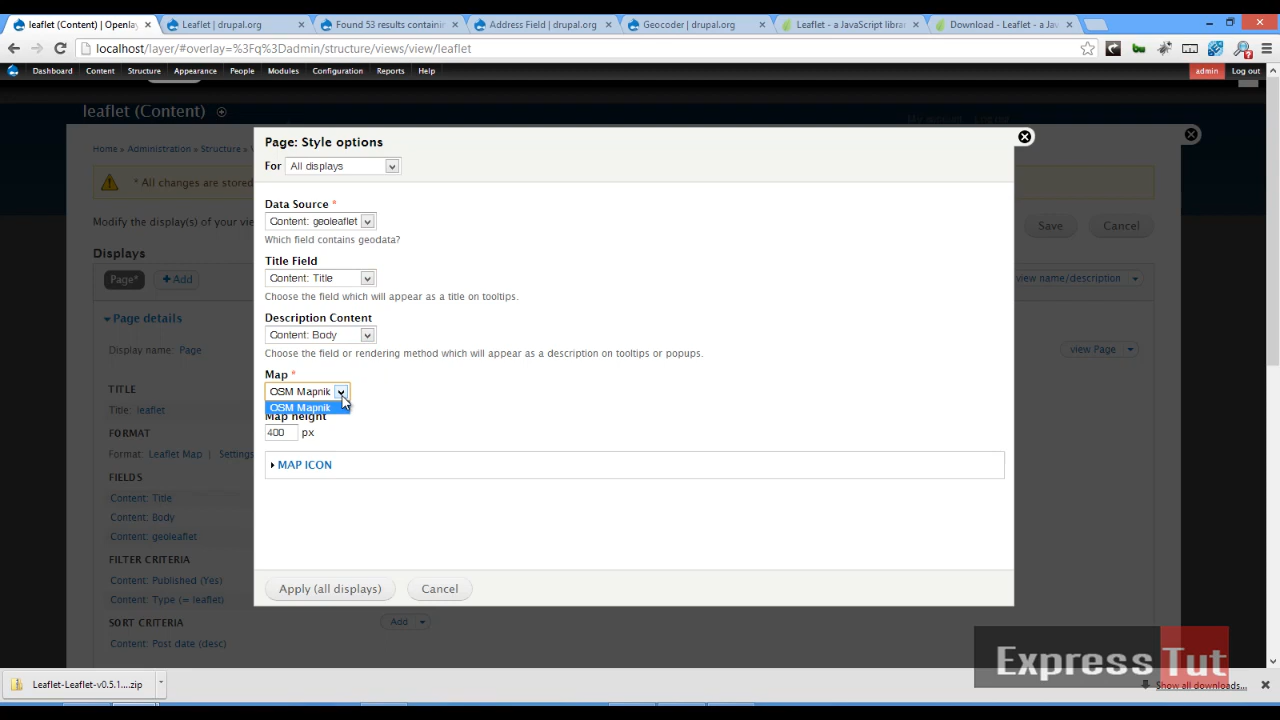 leaflet (Content) | Openlay
Leaflet | drupal.org
Found 53 results containin
Address Field | drupal.org
Geocoder | drupal.org
Leaflet - a JavaScript libra
Download - Leaflet - a Jav
localhost/layer/#overlay=%3Fq%3Dadmin/structure/views/view/leaflet
Dashboard Content Structure Appearance People Modules Configuration Reports Help admin Log out
leaflet (Content)
Home » Administration » Structure »
Page: Style options
For All displays
* All changes are stored
Data Source *
Content: geoleaflet
Modify the display(s) of your vie
Save Cancel
Which field contains geodata?
Displays
Title Field
Page* Add
Content: Title
view name/description
Choose the field which will appear as a title on tooltips.
Page details
Description Content
Content: Body
Display name: Page
view Page
Choose the field or rendering method which will appear as a description on tooltips or popups.
Map *
TITLE
OSM Mapnik
Title: leaflet
OSM Mapnik
Map height
FORMAT
400 px
Format: Leaflet Map | Settings
MAP ICON
FIELDS
Content: Title
Content: Body
Content: geoleaflet
FILTER CRITERIA
Content: Published (Yes)
Apply (all displays) Cancel
Content: Type (= leaflet)
SORT CRITERIA
Add
Content: Post date (desc)
Express Tut
Leaflet-Leaflet-v0.5.1....zip
Show all downloads...